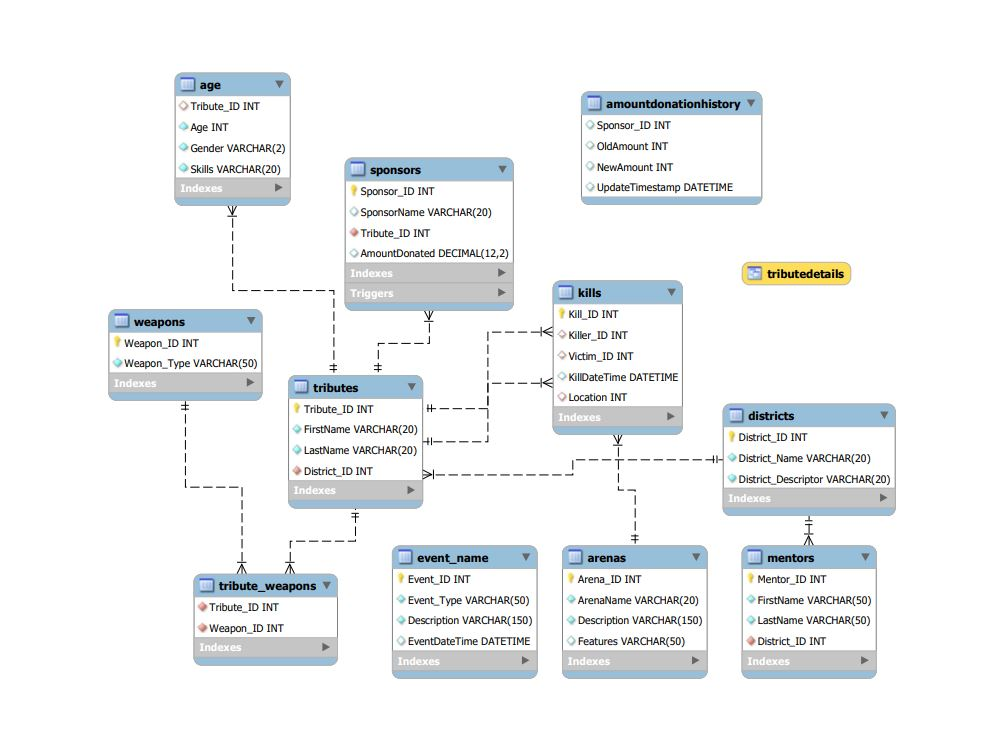 age
Tribute_ID INT
Age INT
Gender VARCHAR(2)
Skills VARCHAR(20)
Indexes
amountdonationhistory
Sponsor_ID INT
OldAmount INT
NewAmount INT
UpdateTimestamp DATETIME
sponsors
Sponsor_ID INT
SponsorName VARCHAR(20)
Tribute_ID INT
AmountDonated DECIMAL(12,2)
Indexes
Triggers
tributedetails
kills
Kill_ID INT
Killer_ID INT
Victim_ID INT
KillDateTime DATETIME
Location INT
Indexes
weapons
Weapon_ID INT
Weapon_Type VARCHAR(50)
Indexes
tributes
Tribute_ID INT
FirstName VARCHAR(20)
LastName VARCHAR(20)
District_ID INT
Indexes
districts
District_ID INT
District_Name VARCHAR(20)
District_Descriptor VARCHAR(20)
Indexes
tribute_weapons
Tribute_ID INT
Weapon_ID INT
Indexes
event_name
Event_ID INT
Event_Type VARCHAR(50)
Description VARCHAR(150)
EventDateTime DATETIME
Indexes
arenas
Arena_ID INT
ArenaName VARCHAR(20)
Description VARCHAR(150)
Features VARCHAR(50)
Indexes
mentors
Mentor_ID INT
FirstName VARCHAR(50)
LastName VARCHAR(50)
District_ID INT
Indexes